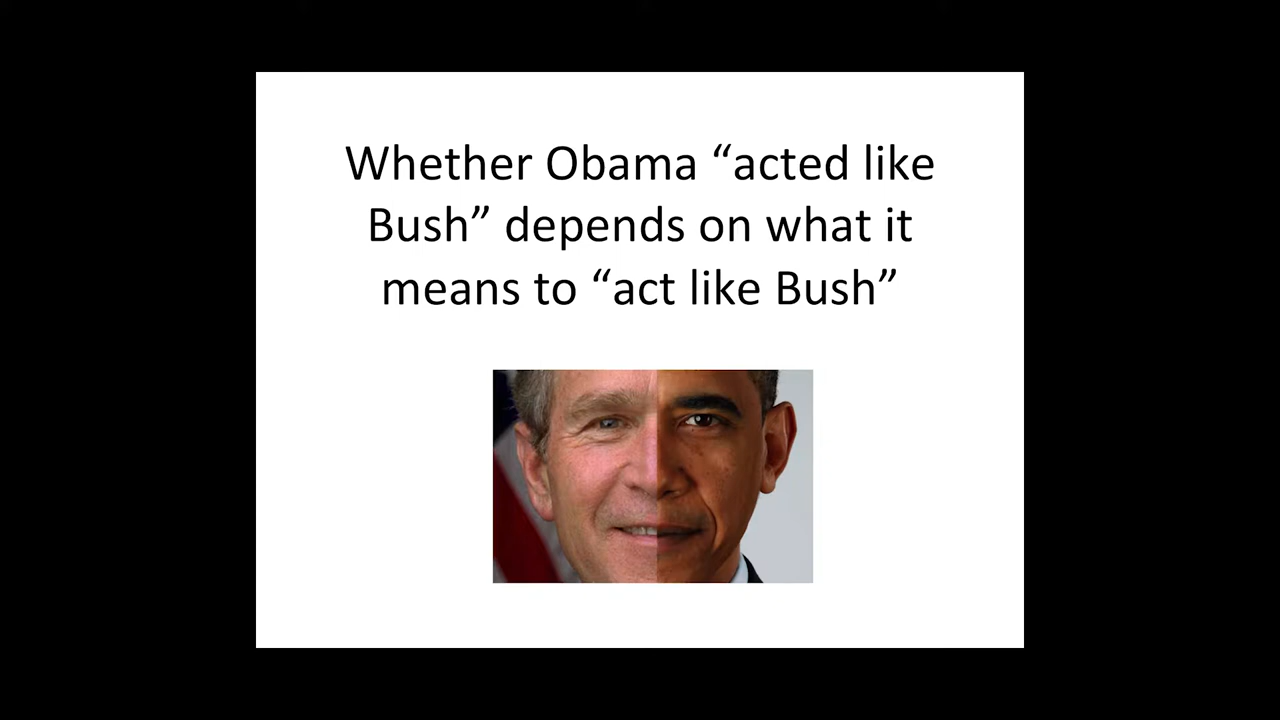 Whether Obama “acted like
Bush” depends on what it
means to “act like Bush”